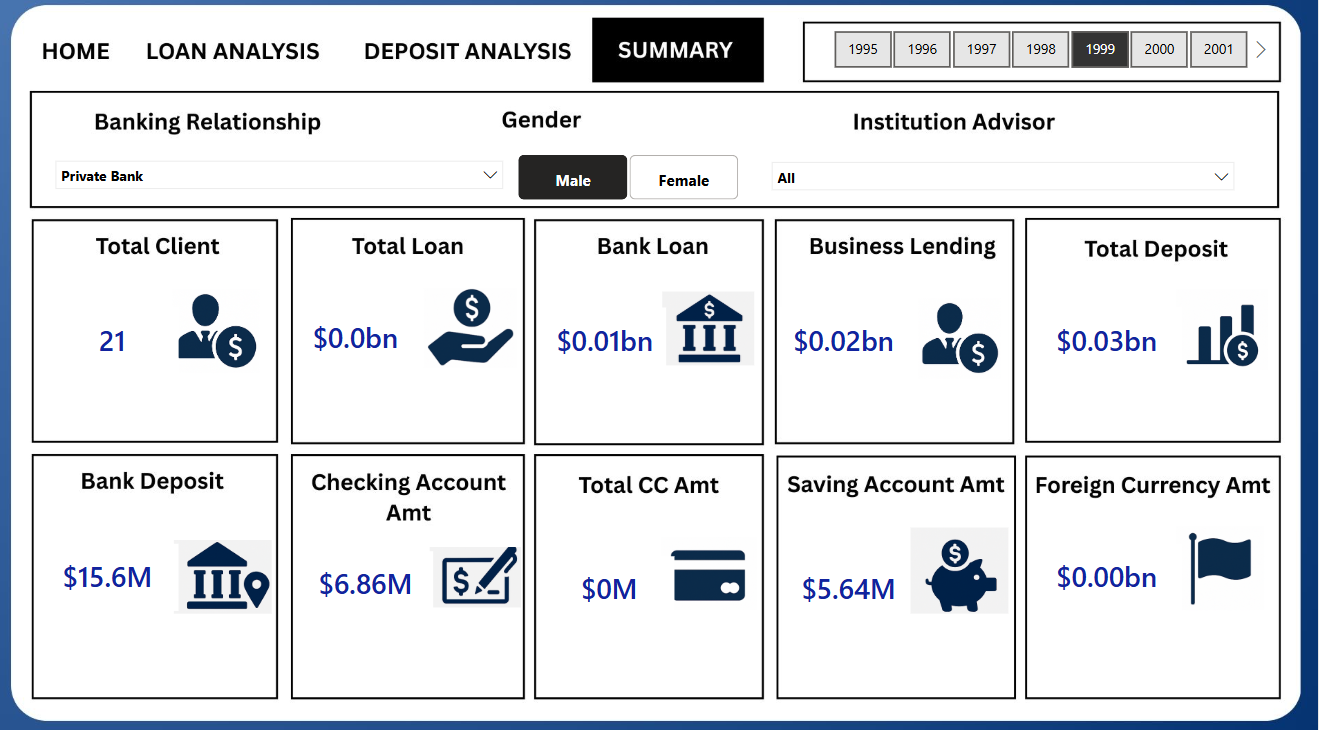 HOME LOAN ANALYSIS DEPOSIT ANALYSIS SUMMARY 1995 1996 1997 1998 1999 2000 2001
Banking Relationship Gender Institution Advisor
Private Bank Male Female All
Total Client
21
$
Total Loan
$0.0bn
$
Bank Loan
$0.01bn
$
Business Lending
$0.02bn
$
Total Deposit
$0.03bn
$
Bank Deposit
$15.6M
Checking Account
Amt
$6.86M
$
Total CC Amt
$0M
Saving Account Amt
$5.64M
$
Foreign Currency Amt
$0.00bn